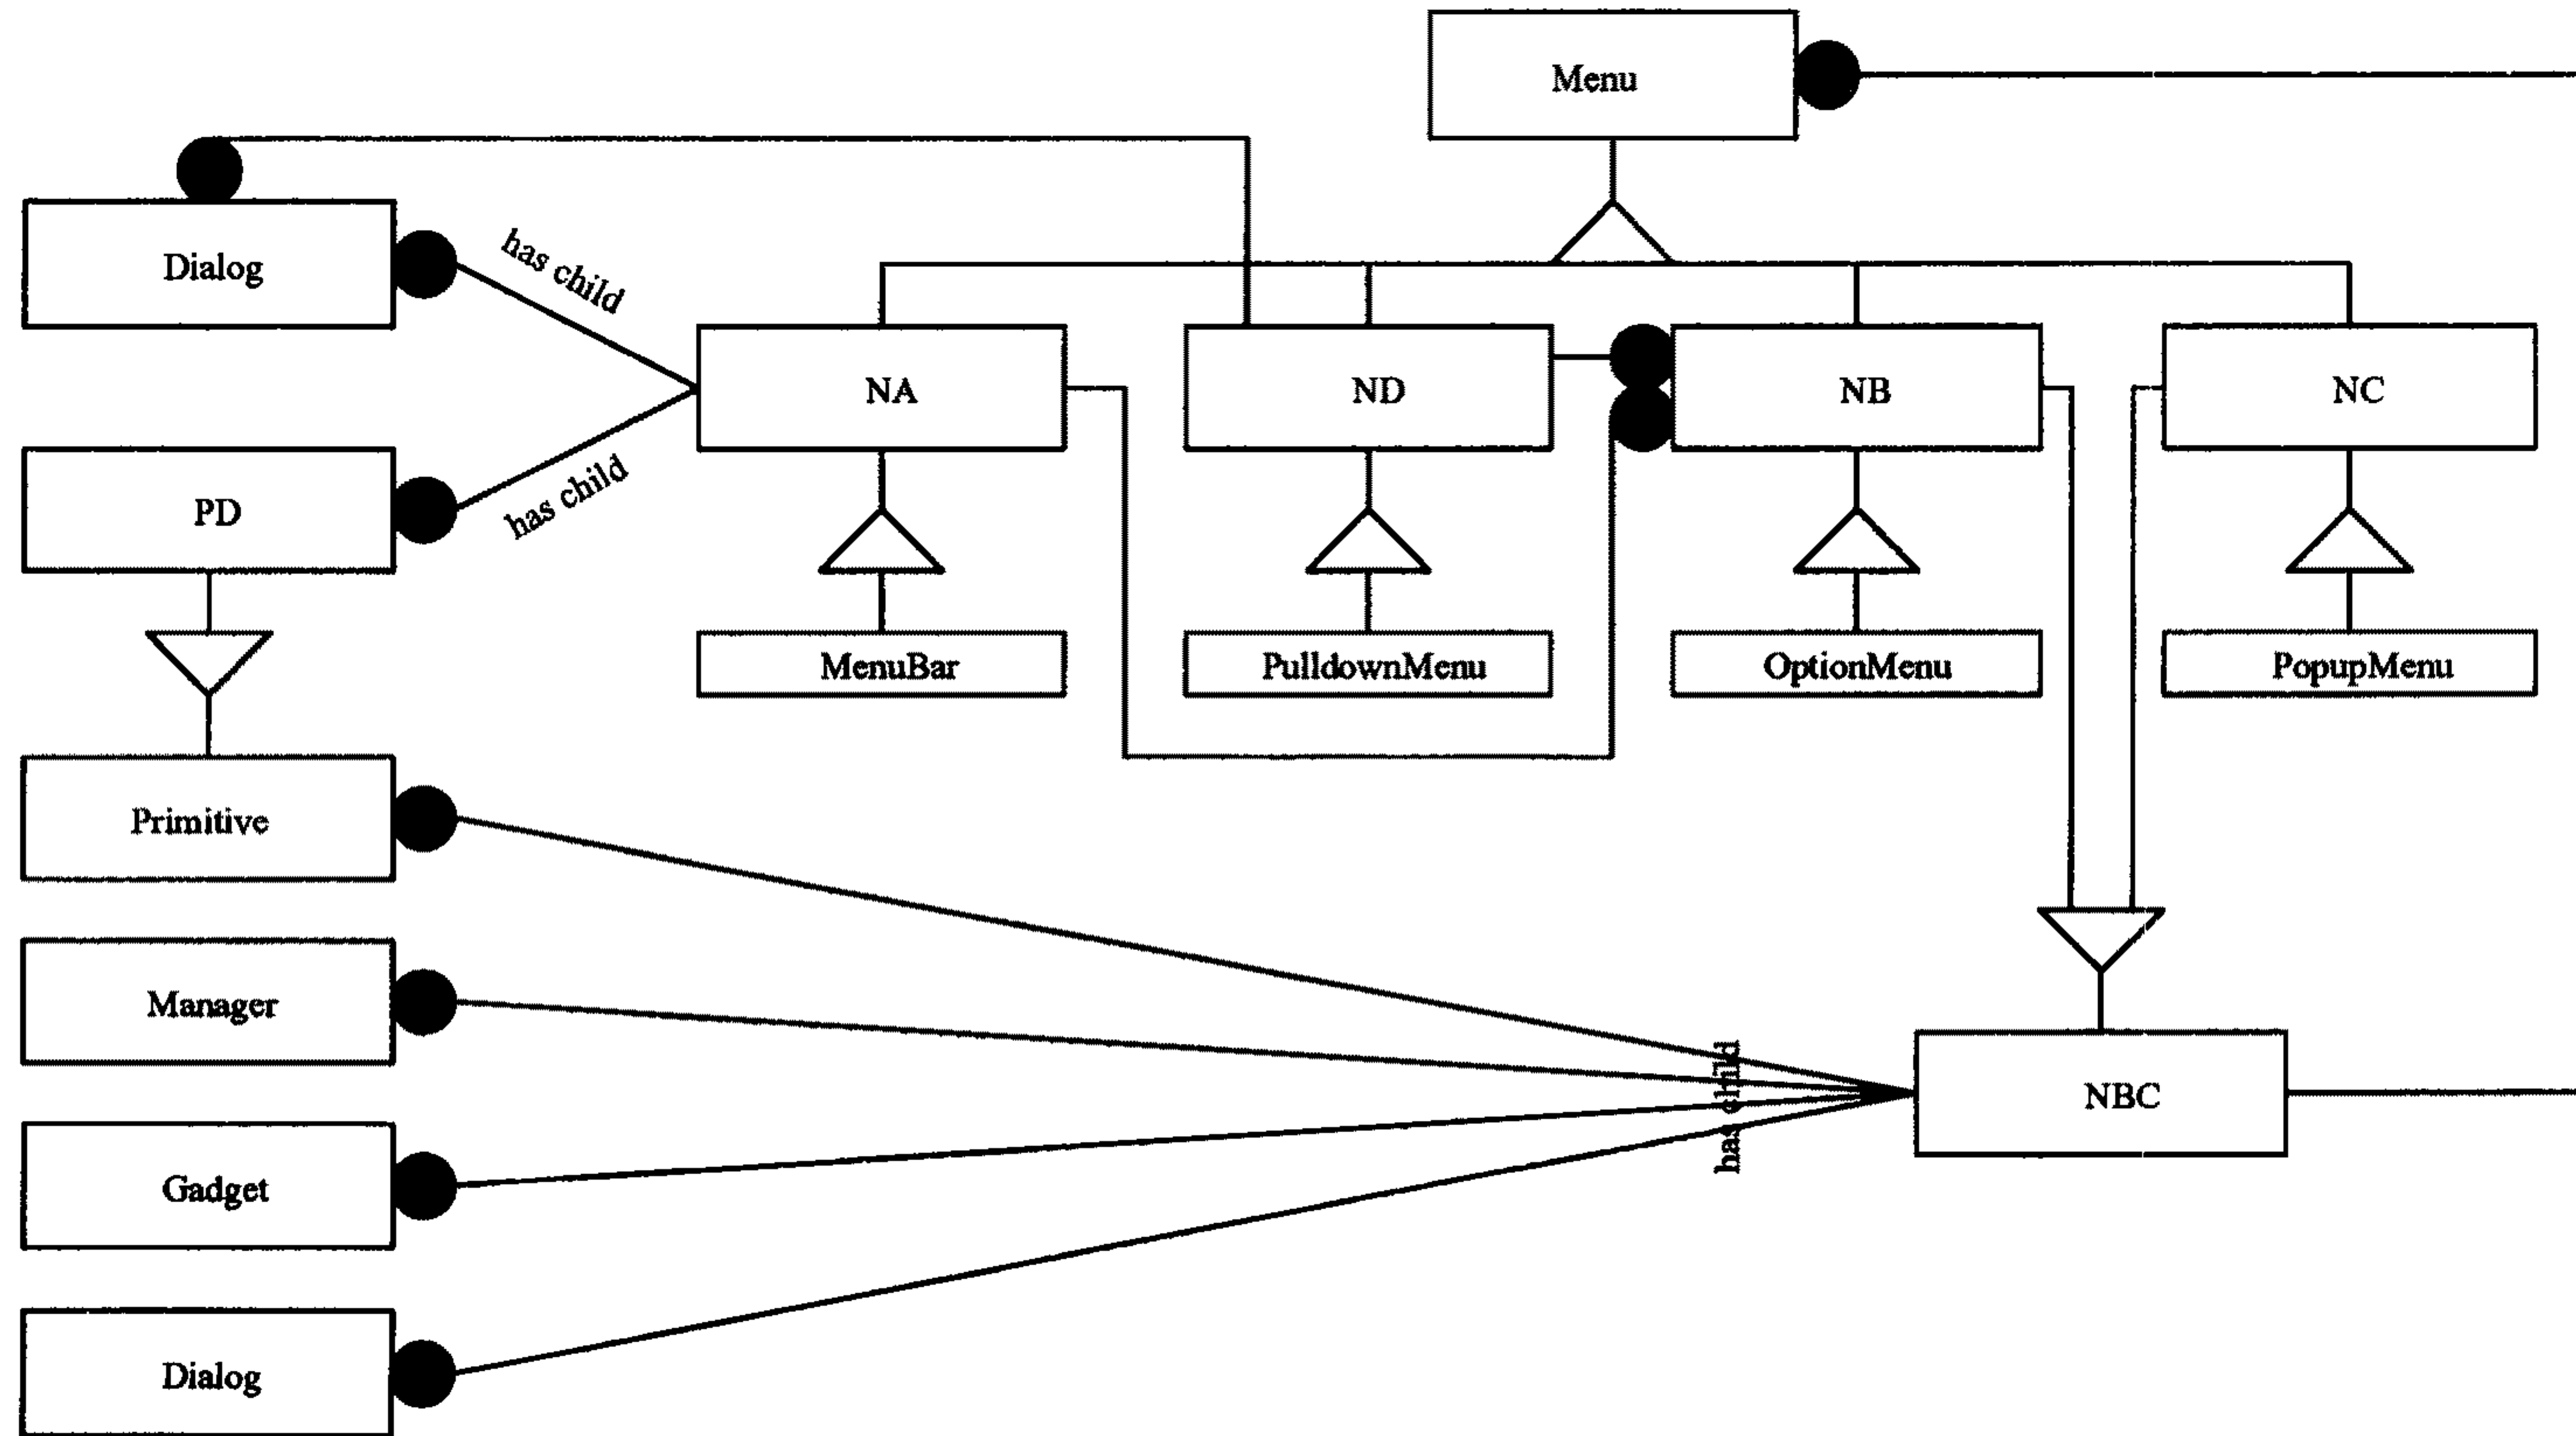 Menu
Dialog
has child
NA
ND
NB
NC
PD
has child
MenuBar
PulldownMenu
OptionMenu
PopupMenu
Primitive
Manager
has child
NBC
Gadget
Dialog